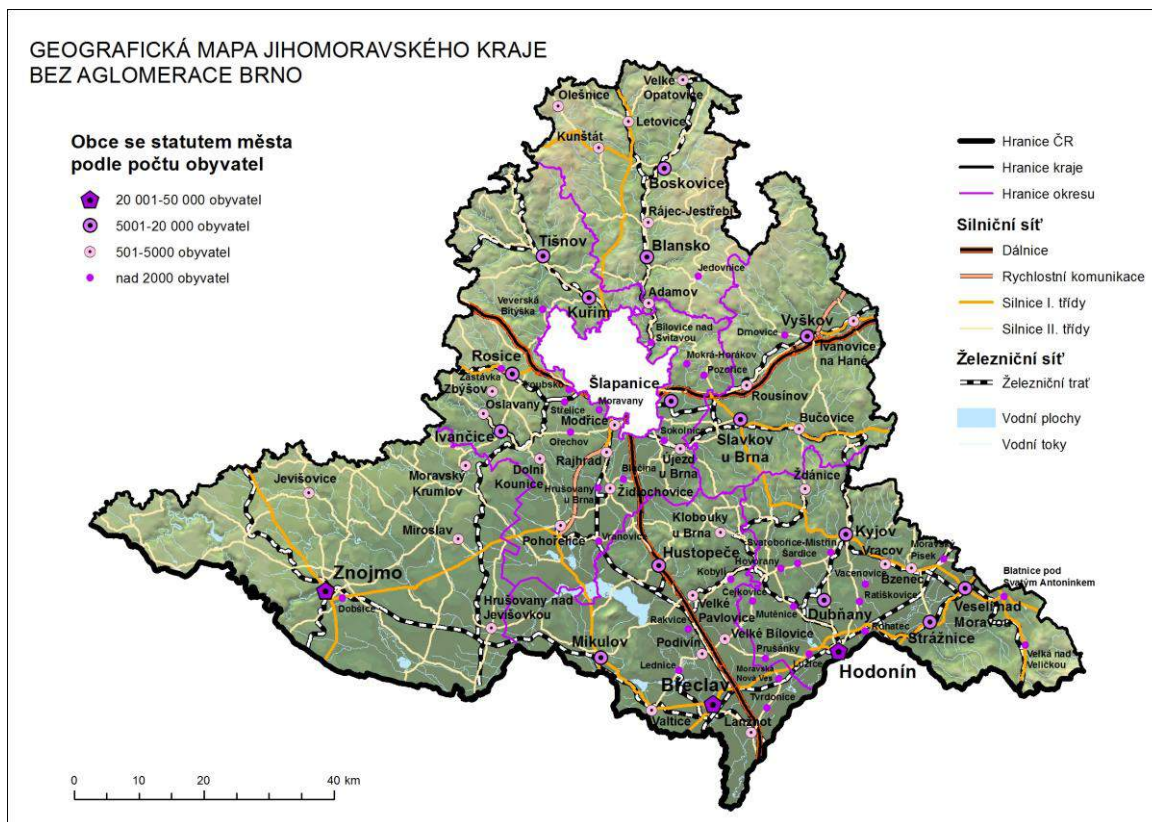 GEOGRAFICKÁ MAPA JIHOMORAVSKÉHO KRAJE
BEZ AGLOMERACE BRNO
Obce se statutem města
podle počtu obyvatel
20 001-50 000 obyvatel
5001-20 000 obyvatel
501-5000 obyvatel
nad 2000 obyvatel
Hranice ČR
Hranice kraje
Hranice okresu
Silniční síť
Dálnice
Rychlostní komunikace
Silnice I. třídy
Silnice II. třídy
Železniční síť
Železniční trať
Vodní plochy
Vodní toky
Velké
Opatovice
Olešnice
Letovice
Kunštát
Boskovice
Rájec-Jestřebí
Tišnov
Blansko
Jedovnice
Adamov
Veverská
Bítýška
Kuřim
Bílovice nad
Svitavou
Drnovice
Vyškov
Ivanovice
na Hané
Mokrá-Horákov
Pozořice
Rosice
Zastávka
Zbýšov
Šlapanice
Rousínov
Oslavany
Moravany
Střelice
Modřice
Bučovice
Ivančice
Ořechov
Sokolnice
Slavkov
u Brna
Rajhrad
Újezd
u Brna
Moravský
Krumlov
Dolní
Kounice
Blučina
Ždánice
Jevišovice
Hrušovany
u Brna
Židlochovice
Klobouky
u Brna
Miroslav
Pohořelice
Vranovice
Svatobořice-Mistřín
Kyjov
Hustopeče
Hovorany
Šardice
Vracov
Moravský
Písek
Bzenec
Kobylí
Vacenovice
Blatnice pod
Svatým Antonínkem
Znojmo
Čejkovice
Ratíškovice
Dobšice
Velké
Pavlovice
Mutěnice
Dubňany
Veselí nad
Moravou
Hrušovany nad
Jevišovkou
Rakvice
Rohatec
Strážnice
Mikulov
Podivín
Velké Bílovice
Prušánky
Lužice
Velká nad
Veličkou
Lednice
Moravská
Nová Ves
Hodonín
Břeclav
Tvrdonice
Valtice
Lanžhot
0 10 20 40 km